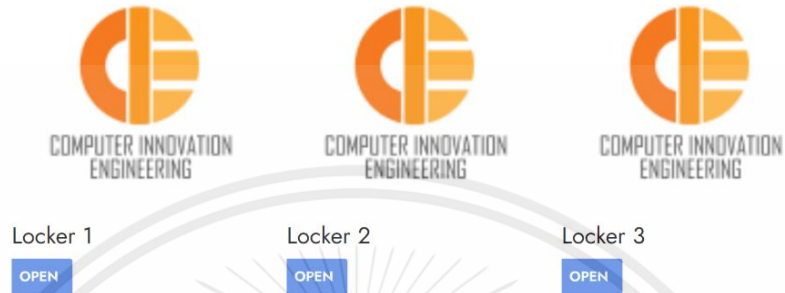 COMPUTER INNOVATION COMPUTER INNOVATION COMPUTER INNOVATION
ENGINEERING ENGINEERING ENGINEERING
Locker 1 Locker 2 Locker 3
OPEN OPEN OPEN